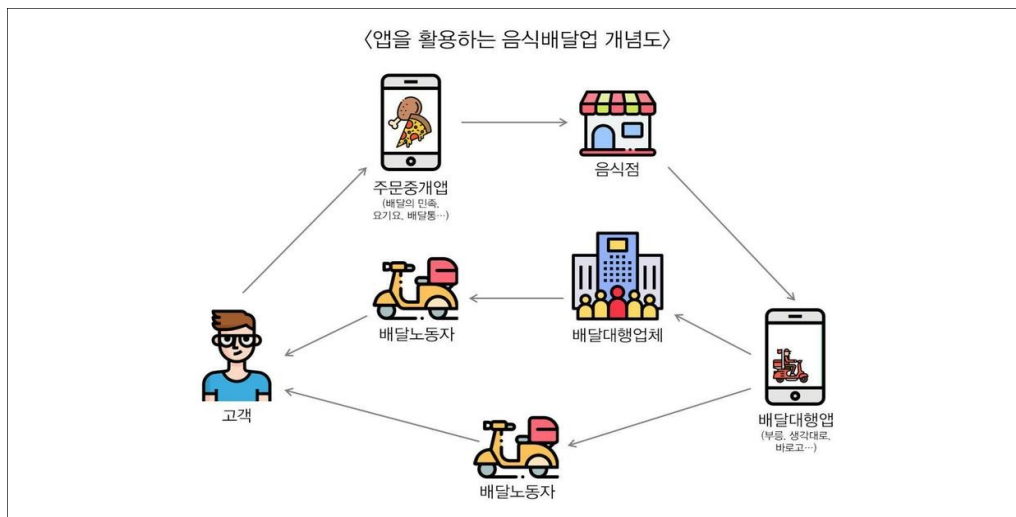 <앱을 활용하는 음식배달업 개념도>
주문중개앱
(배달의 민족,
요기요, 배달통…)
음식점
배달노동자
배달대행업체
고객
배달대행앱
(부릉, 생각대로,
바로고…)
배달노동자